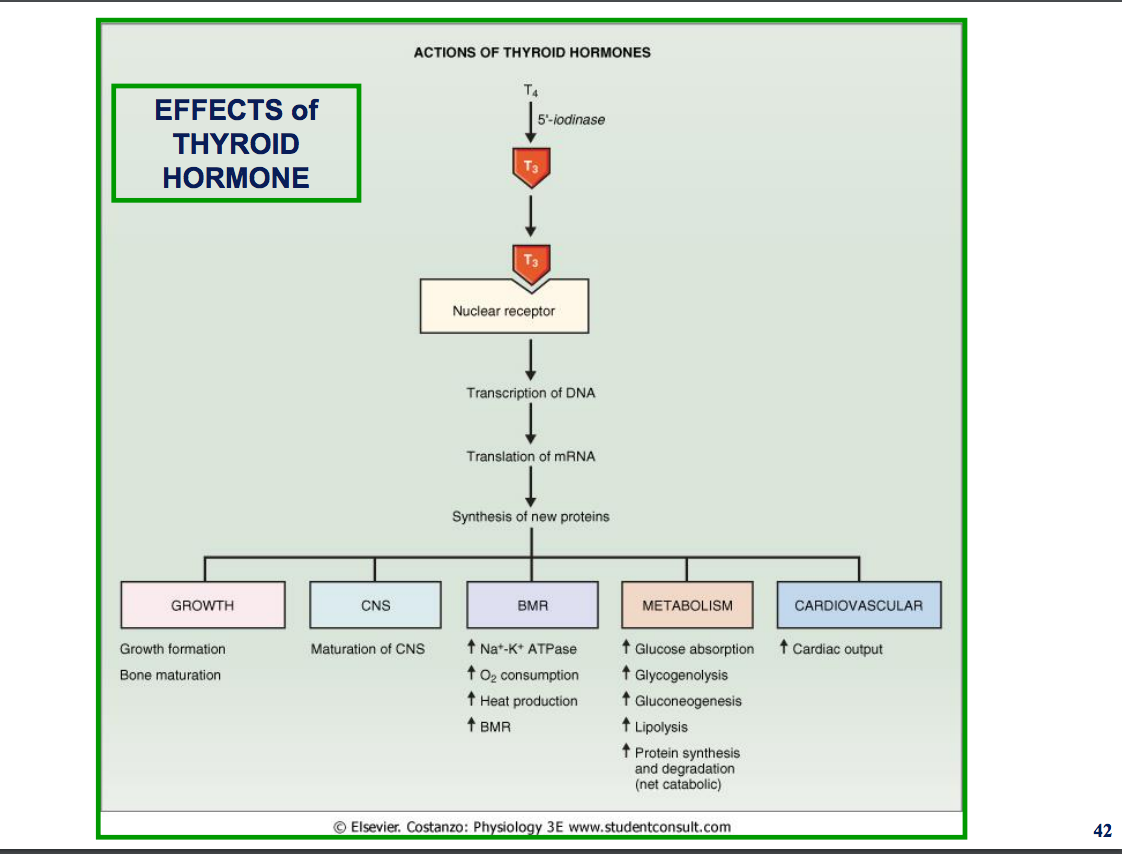 ACTIONS OF THYROID HORMONES
EFFECTS of
THYROID
HORMONE
T₄
5'-iodinase
T₃
T₃
Nuclear receptor
Transcription of DNA
Translation of mRNA
Synthesis of new proteins
GROWTH
Growth formation
Bone maturation
CNS
Maturation of CNS
BMR
↑ Na⁺-K⁺ ATPase
↑ O₂ consumption
↑ Heat production
↑ BMR
METABOLISM
↑ Glucose absorption
↑ Glycogenolysis
↑ Gluconeogenesis
↑ Lipolysis
↑ Protein synthesis
and degradation
(net catabolic)
CARDIOVASCULAR
↑ Cardiac output
© Elsevier. Costanzo: Physiology 3E www.studentconsult.com
42